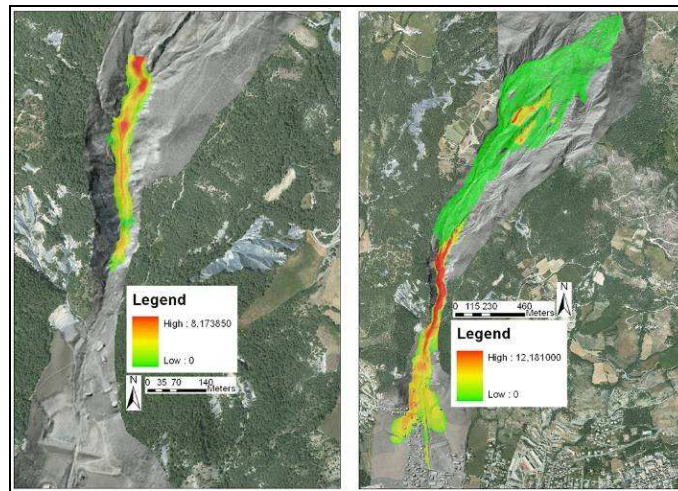 Legend
High : 8,173850
Low : 0
N
0 35 70 140
Meters
N
0 115 230 460
Meters
Legend
High : 12,181000
Low : 0